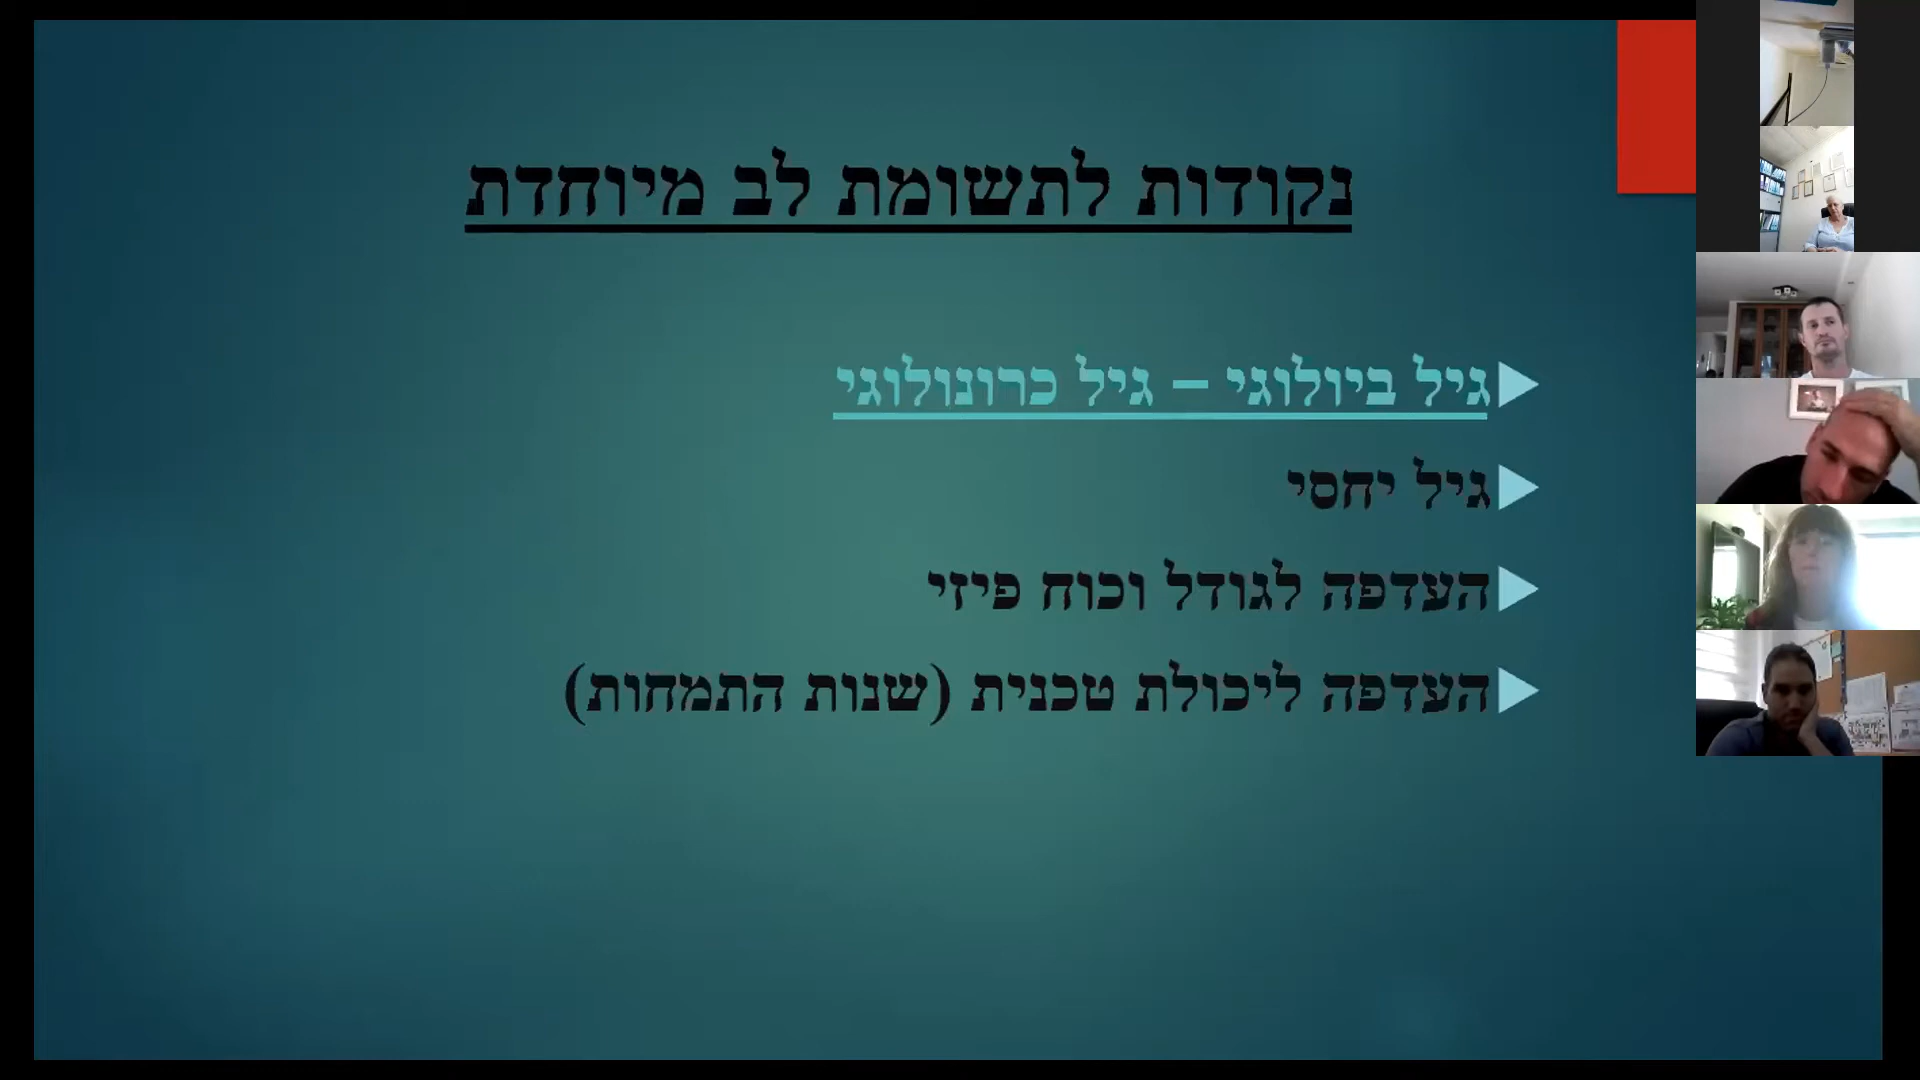 נקודות לתשומת לב מיוחדת
גיל ביולוגי – גיל כרונולוגי
גיל יחסי
העדפה לגודל וכוח פיזי
העדפה ליכולת טכנית (שנות התמחות)